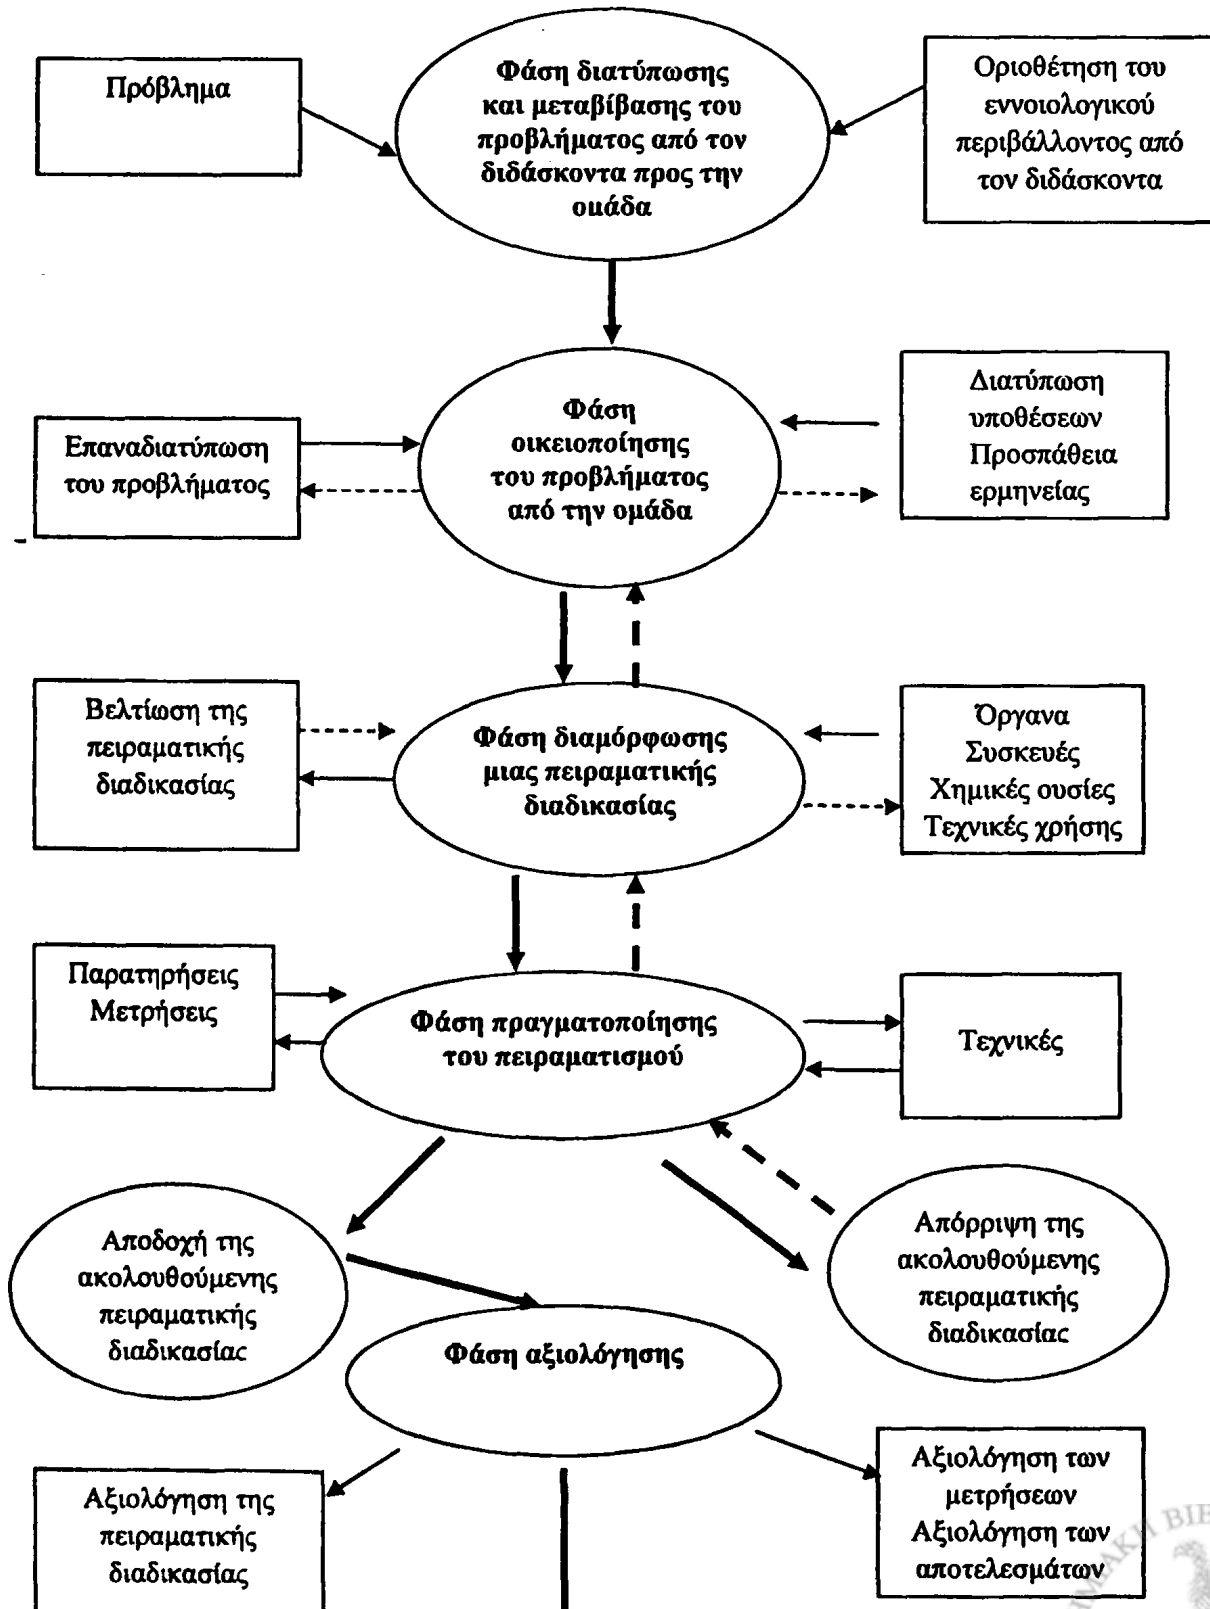 Πρόβλημα
Φάση διατύπωσης
και μεταβίβασης του
προβλήματος από τον
διδάσκοντα προς την
ομάδα
Οριοθέτηση του
εννοιολογικού
περιβάλλοντος από
τον διδάσκοντα
Επαναδιατύπωση
του προβλήματος
Φάση
οικειοποίησης
του προβλήματος
από την ομάδα
Διατύπωση
υποθέσεων
Προσπάθεια
ερμηνείας
Βελτίωση της
πειραματικής
διαδικασίας
Φάση διαμόρφωσης
μιας πειραματικής
διαδικασίας
Όργανα
Συσκευές
Χημικές ουσίες
Τεχνικές χρήσης
Παρατηρήσεις
Μετρήσεις
Φάση πραγματοποίησης
του πειραματισμού
Τεχνικές
Αποδοχή της
ακολουθούμενης
πειραματικής
διαδικασίας
Απόρριψη της
ακολουθούμενης
πειραματικής
διαδικασίας
Φάση αξιολόγησης
Αξιολόγηση της
πειραματικής
διαδικασίας
Αξιολόγηση των
μετρήσεων
Αξιολόγηση των
αποτελεσμάτων